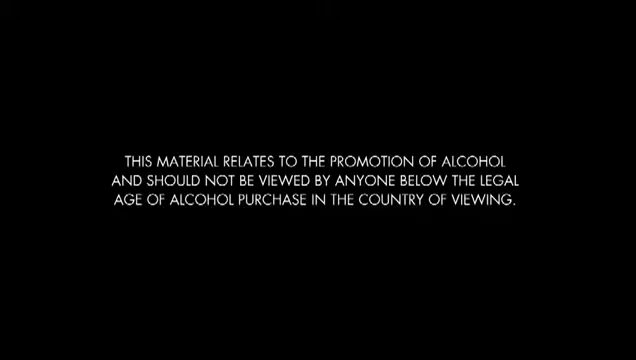 THIS MATERIAL RELATES TO THE PROMOTION OF ALCOHOL
AND SHOULD NOT BE VIEWED BY ANYONE BELOW THE LEGAL
AGE OF ALCOHOL PURCHASE IN THE COUNTRY OF VIEWING.